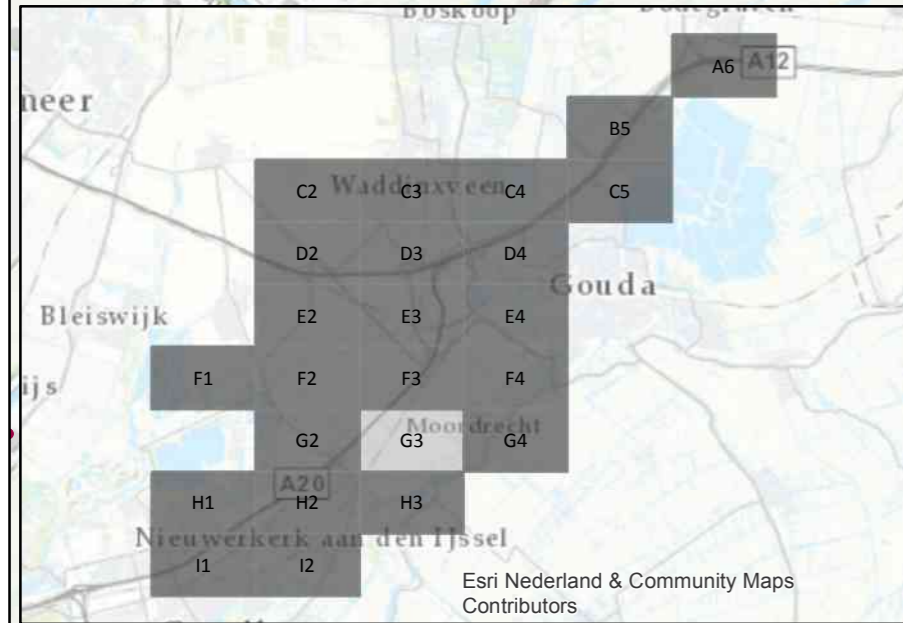 Boskoop
A6 A12
meer
B5
C2 Waddinxveen C3 C4 C5
D2 D3 D4
Gouda
Bleiswijk E2 E3 E4
F1 F2 F3 F4
ijs
Moordrecht
G2 G3 G4
A20
H1 H2 H3
Nieuwerkerk aan den IJssel
I1 I2
Esri Nederland & Community Maps
Contributors